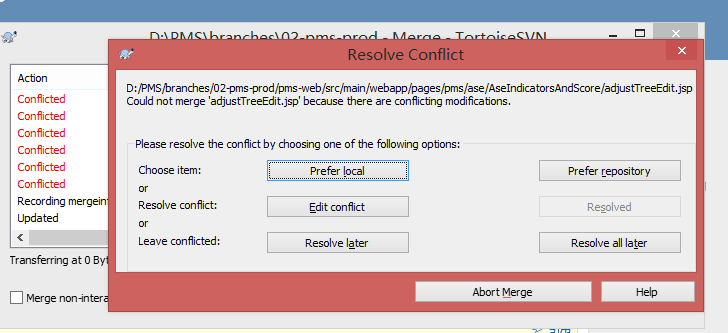 D:\PMS\branches\02-pms-prod - Merge - TortoiseSVN
Resolve Conflict
Action
Conflicted
Conflicted
Conflicted
Conflicted
Conflicted
Conflicted
Recording mergeinf
Updated
Transferring at 0 Byt
Merge non-intera
D:/PMS/branches/02-pms-prod/pms-web/src/main/webapp/pages/pms/ase/AseIndicatorsAndScore/adjustTreeEdit.jsp
Could not merge 'adjustTreeEdit.jsp' because there are conflicting modifications.
Please resolve the conflict by choosing one of the following options:
Choose item: Prefer local Prefer repository
or
Resolve conflict: Edit conflict Resolved
or
Leave conflicted: Resolve later Resolve all later
Abort Merge Help